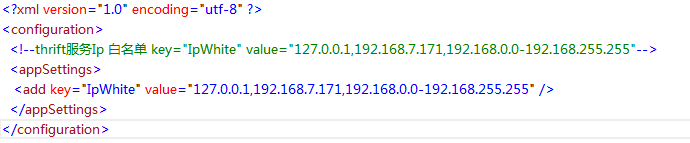 <?xml version="1.0" encoding="utf-8" ?>
<configuration>
<!--thrift服务Ip 白名单 key="IpWhite" value="127.0.0.1,192.168.7.171,192.168.0.0-192.168.255.255"-->
<appSettings>
<add key="IpWhite" value="127.0.0.1,192.168.7.171,192.168.0.0-192.168.255.255" />
</appSettings>
</configuration>